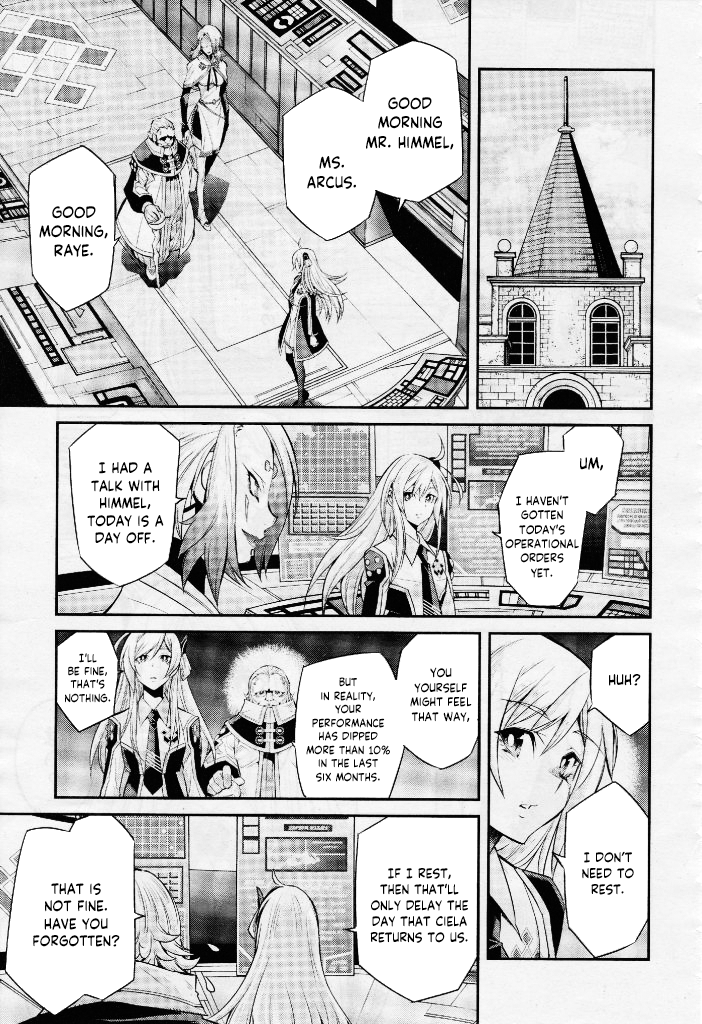 GOOD
MORNING
MR. HIMMEL,
MS.
ARCUS.
GOOD
MORNING,
RAYE.
UM,
I HAVEN'T
GOTTEN
TODAY'S
OPERATIONAL
ORDERS
YET.
I HAD A
TALK WITH
HIMMEL,
TODAY IS A
DAY OFF.
HUH?
I DON'T
NEED TO
REST.
YOU
YOURSELF
MIGHT FEEL
THAT WAY,
BUT
IN REALITY,
YOUR
PERFORMANCE
HAS DIPPED
MORE THAN 10%
IN THE LAST
SIX MONTHS.
I'LL
BE FINE,
THAT'S
NOTHING.
IF I REST,
THEN THAT'LL
ONLY DELAY THE
DAY THAT CIELA
RETURNS TO US.
THAT IS
NOT FINE.
HAVE YOU
FORGOTTEN?